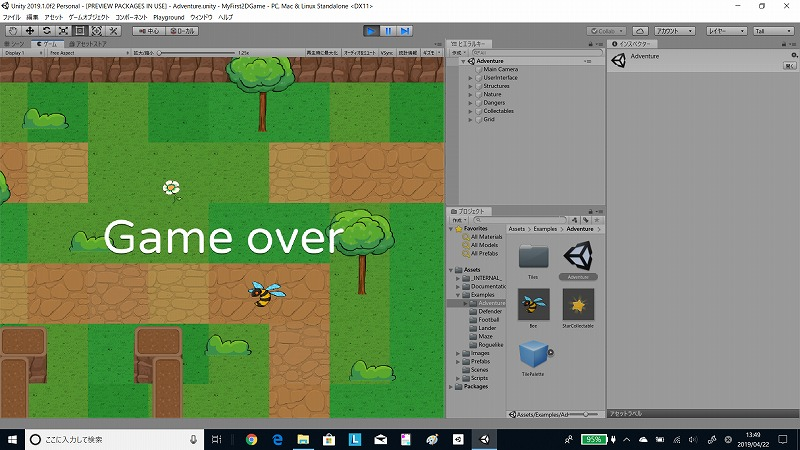 Unity 2019.1.0f2 Personal - [PREVIEW PACKAGES IN USE] - Adventure.unity - MyFirst2DGame - PC, Mac & Linux Standalone <DX11>
ファイル 編集 アセット ゲームオブジェクト コンポーネント Playground ウィンドウ ヘルプ
中心 ローカル
Collab
アカウント
レイヤー
Tall
シーン ゲーム アセットストア
Display 1 Free Aspect 拡大/縮小 1.25x 再生時に最大化 オーディオをミュート VSync 統計情報 ギズモ
Game over
ヒエラルキー
作成
Adventure
Main Camera
UserInterface
Structures
Nature
Dangers
Collectables
Grid
プロジェクト
作成
Favorites
All Materials
All Models
All Prefabs
Assets
_INTERNAL_
Documentatio
Examples
Adventure
Defender
Football
Lander
Maze
Roguelike
Images
Prefabs
Scenes
Scripts
Packages
Assets > Examples > Adventure
Tiles
Adventure
Bee
StarCollectable
TilePalette
Assets/Examples/Ad
インスペクター
Adventure
開く
アセットラベル
ここに入力して検索
95%
13:49
2019/04/22